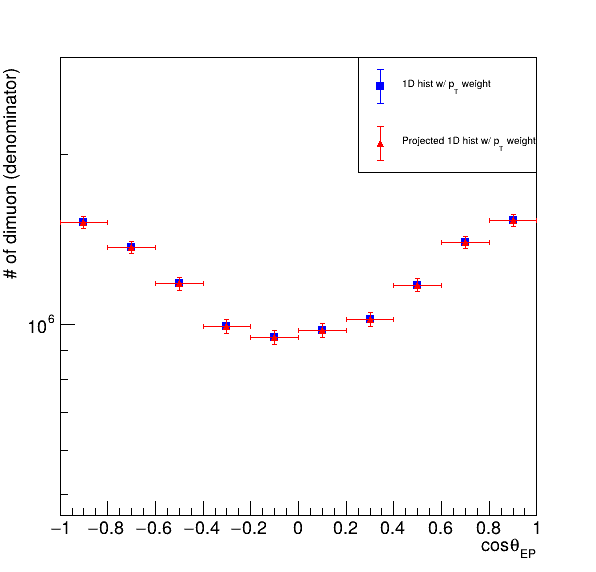 # of dimuon (denominator)
1D hist w/ p_T weight
Projected 1D hist w/ p_T weight
10^6
−1 −0.8 −0.6 −0.4 −0.2 0 0.2 0.4 0.6 0.8 1
cosθ_EP